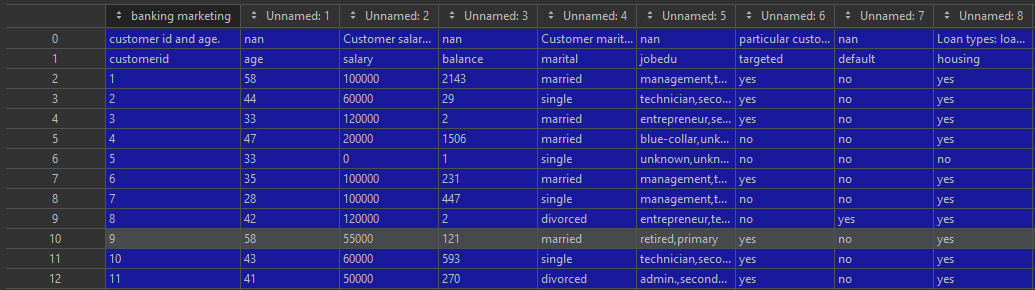 banking marketing Unnamed: 1 Unnamed: 2 Unnamed: 3 Unnamed: 4 Unnamed: 5 Unnamed: 6 Unnamed: 7 Unnamed: 8
0 customer id and age. nan Customer salar... nan Customer marit... nan particular custo... nan Loan types: loa...
1 customerid age salary balance marital jobedu targeted default housing
2 1 58 100000 2143 married management,t... yes no yes
3 2 44 60000 29 single technician,seco... yes no yes
4 3 33 120000 2 married entrepreneur,se... yes no yes
5 4 47 20000 1506 married blue-collar,unk... no no yes
6 5 33 0 1 single unknown,unkn... no no no
7 6 35 100000 231 married management,t... yes no yes
8 7 28 100000 447 single management,t... no no yes
9 8 42 120000 2 divorced entrepreneur,te... no yes yes
10 9 58 55000 121 married retired,primary yes no yes
11 10 43 60000 593 single technician,seco... yes no yes
12 11 41 50000 270 divorced admin.,second... yes no yes